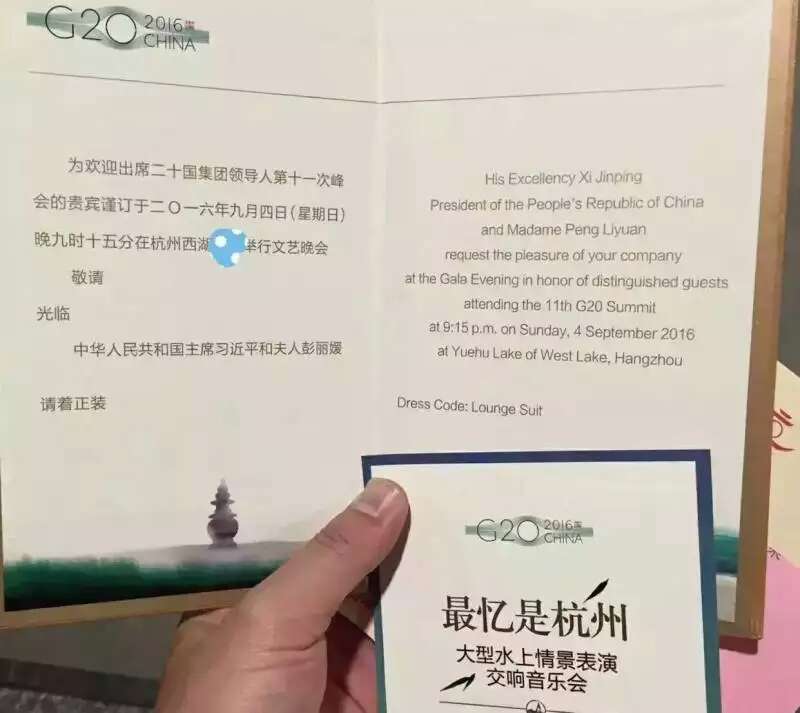 G20 2016
CHINA
为欢迎出席二十国集团领导人第十一次峰
会的贵宾谨订于二〇一六年九月四日(星期日)
晚九时十五分在杭州西湖 举行文艺晚会
敬请
光临
中华人民共和国主席习近平和夫人彭丽媛
请着正装
His Excellency Xi Jinping
President of the People's Republic of China
and Madame Peng Liyuan
request the pleasure of your company
at the Gala Evening in honor of distinguished guests
attending the 11th G20 Summit
at 9:15 p.m. on Sunday, 4 September 2016
at Yuehu Lake of West Lake, Hangzhou
Dress Code: Lounge Suit
G20 2016
CHINA
最忆是杭州
大型水上情景表演
交响音乐会